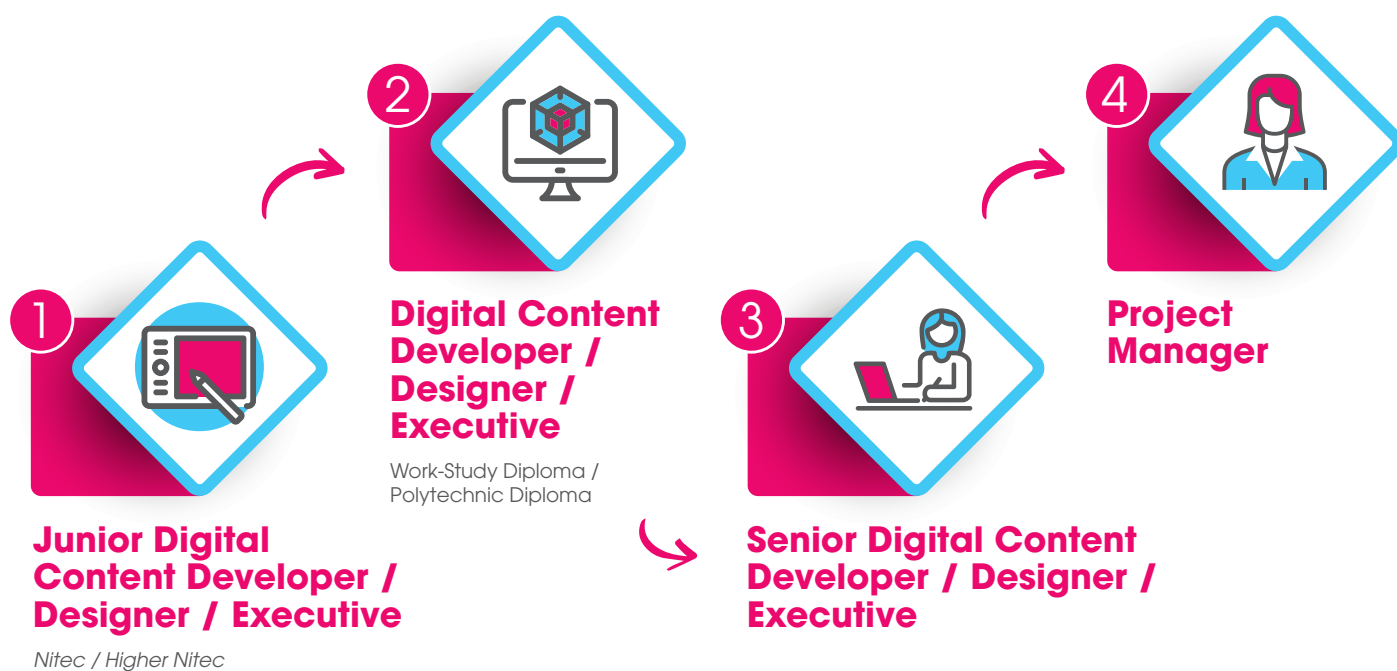 1
Junior Digital
Content Developer /
Designer / Executive
Nitec / Higher Nitec
2
Digital Content
Developer /
Designer /
Executive
Work-Study Diploma /
Polytechnic Diploma
3
Senior Digital Content
Developer / Designer /
Executive
4
Project
Manager